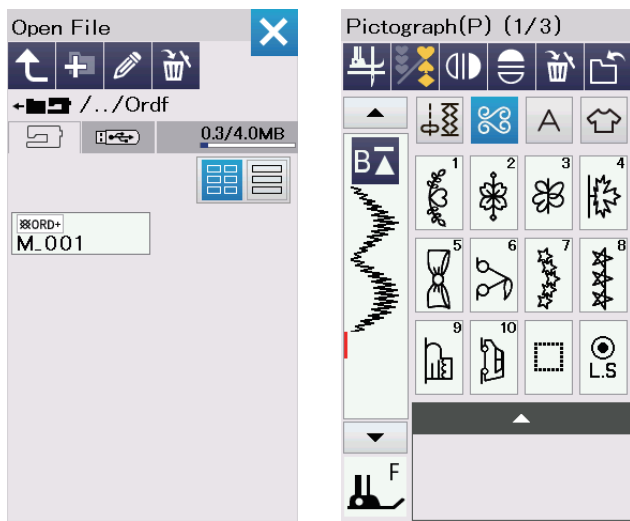 Open File
/../Ordf
0.3/4.0MB
ORD+
M_001
Pictograph(P) (1/3)
A
B
1 2 3 4
5 6 7 8
9 10
L.S
F